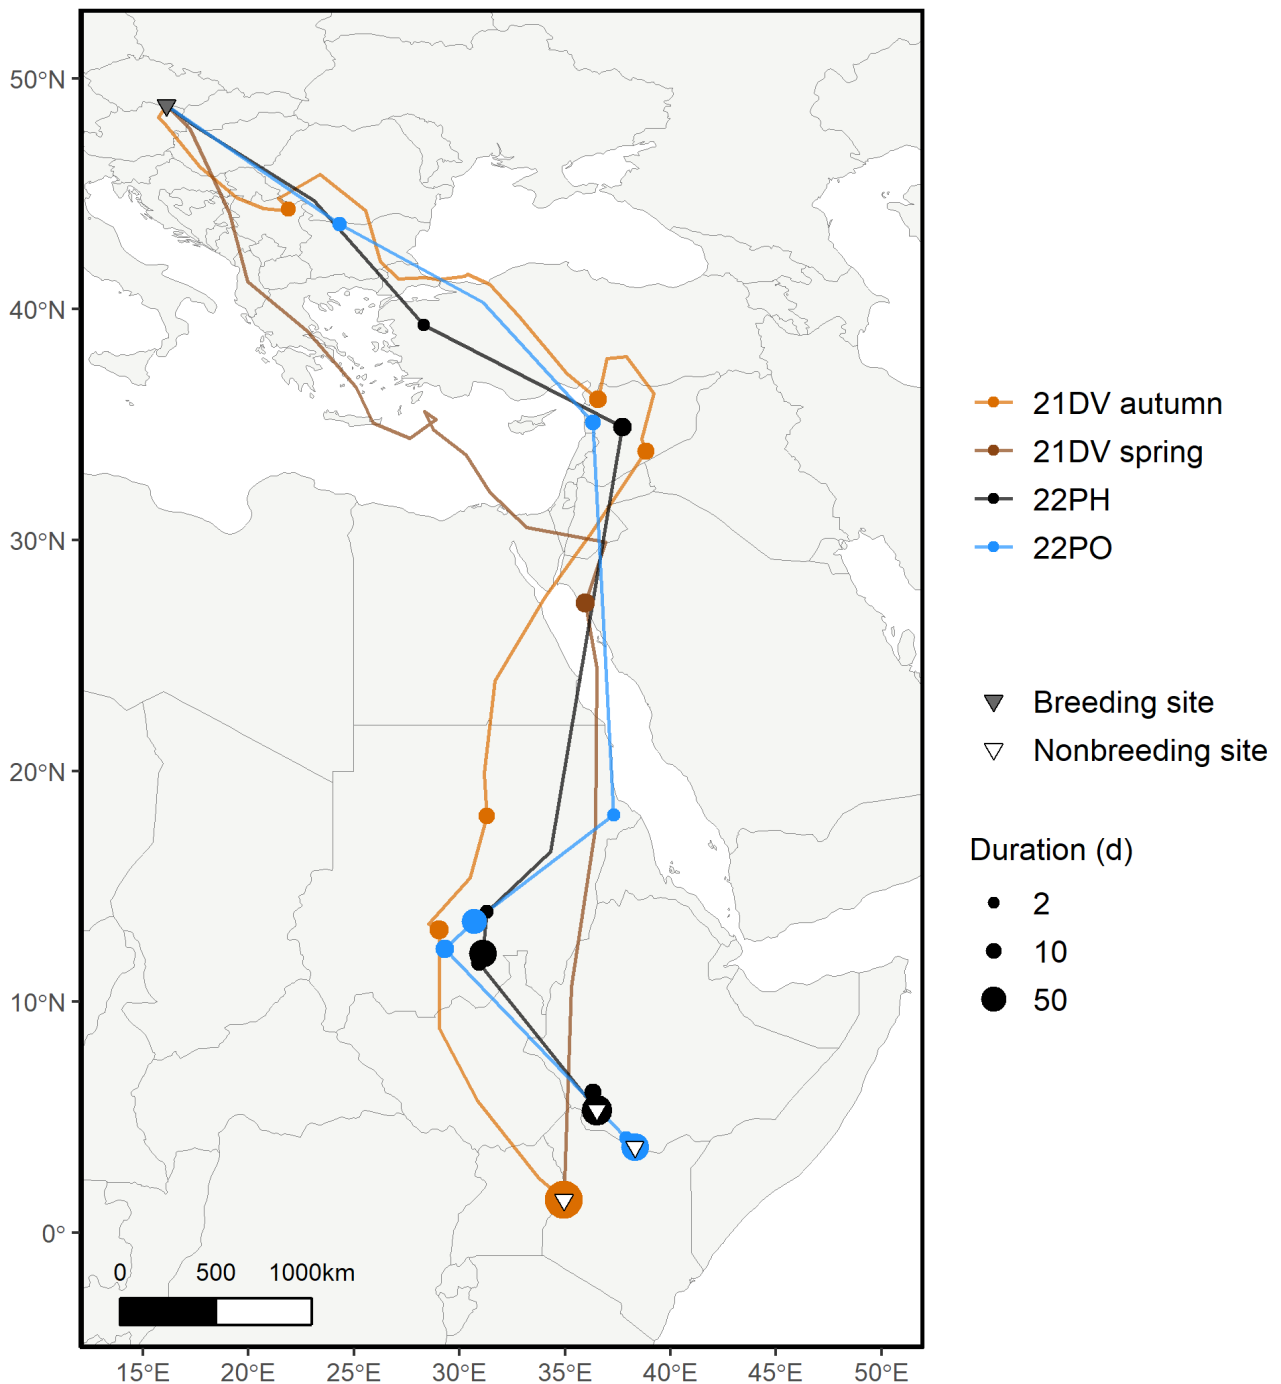 50°N
40°N
30°N
20°N
10°N
0°
0 500 1000km
15°E 20°E 25°E 30°E 35°E 40°E 45°E 50°E
21DV autumn
21DV spring
22PH
22PO
Breeding site
Nonbreeding site
Duration (d)
2
10
50